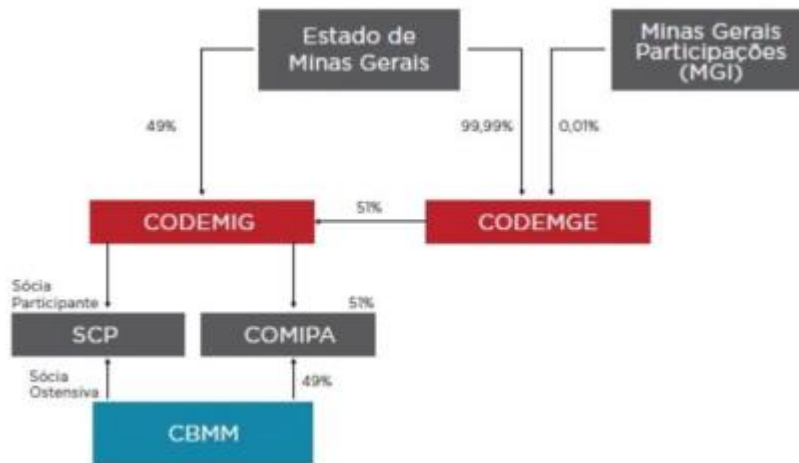 Estado de
Minas Gerais
Minas Gerais
Participações
(MGI)
49%
99,99%
0,01%
CODEMIG
51%
CODEMGE
Sócia
Participante
51%
SCP
COMIPA
Sócia
Ostensiva
49%
CBMM